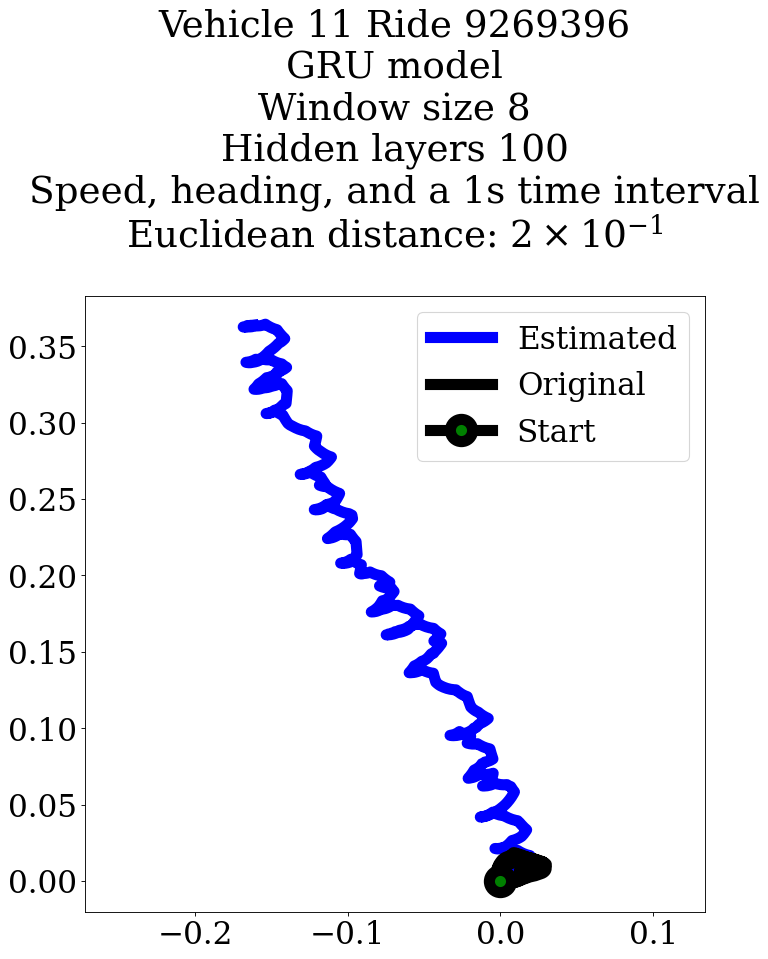 Vehicle 11 Ride 9269396
GRU model
Window size 8
Hidden layers 100
Speed, heading, and a 1s time interval
Euclidean distance: 2 × 10⁻¹
Estimated
Original
Start
0.35
0.30
0.25
0.20
0.15
0.10
0.05
0.00
−0.2 −0.1 0.0 0.1